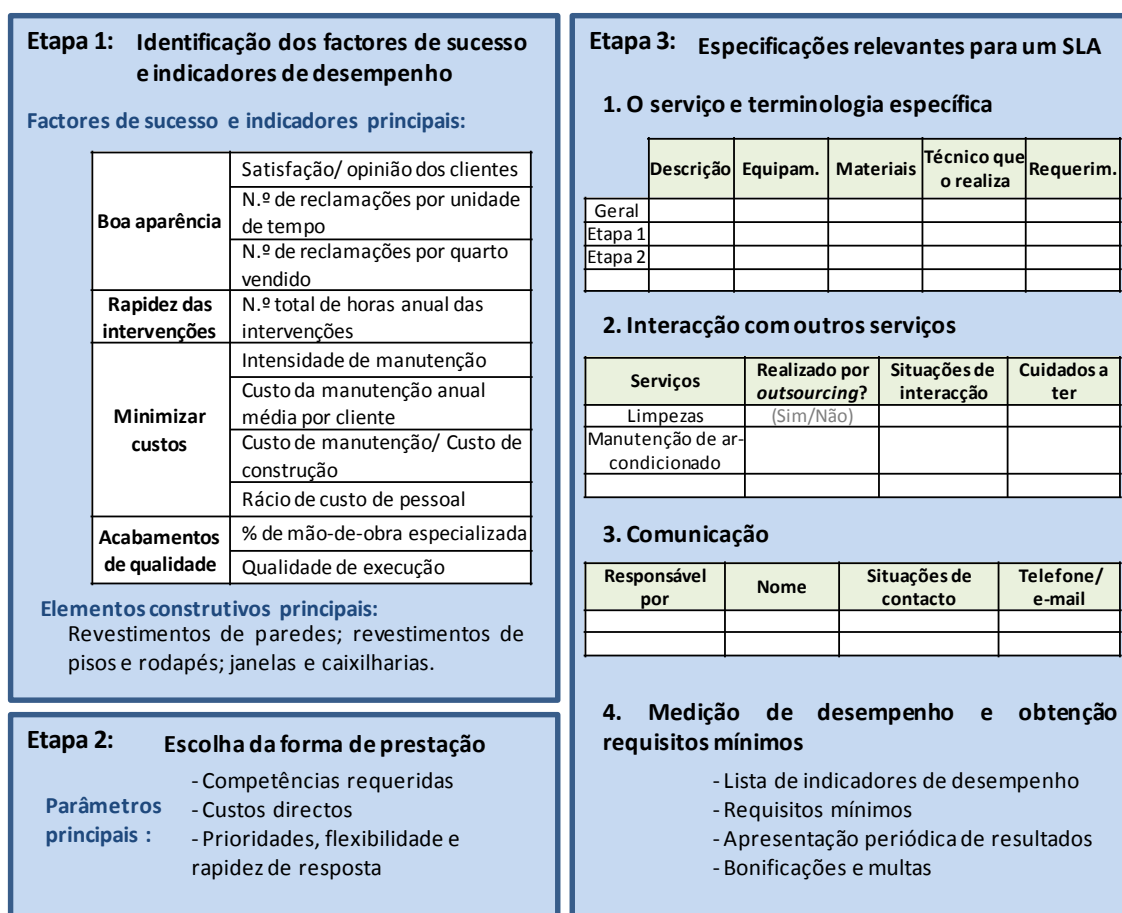 Etapa 1: Identificação dos factores de sucesso
e indicadores de desempenho
Factores de sucesso e indicadores principais:
Boa aparência
Satisfação/ opinião dos clientes
N.º de reclamações por unidade
de tempo
N.º de reclamações por quarto
vendido
Rapidez das
intervenções
N.º total de horas anual das
intervenções
Minimizar
custos
Intensidade de manutenção
Custo da manutenção anual
média por cliente
Custo de manutenção/ Custo de
construção
Rácio de custo de pessoal
Acabamentos
de qualidade
% de mão-de-obra especializada
Qualidade de execução
Elementos construtivos principais:
Revestimentos de paredes; revestimentos de
pisos e rodapés; janelas e caixilharias.
Etapa 2: Escolha da forma de prestação
Parâmetros
principais :
- Competências requeridas
- Custos directos
- Prioridades, flexibilidade e
rapidez de resposta
Etapa 3: Especificações relevantes para um SLA
1. O serviço e terminologia específica
Descrição Equipam. Materiais Técnico que
o realiza Requerim.
Geral
Etapa 1
Etapa 2
2. Interacção com outros serviços
Serviços Realizado por
outsourcing? Situações de
interacção Cuidados a
ter
Limpezas (Sim/Não)
Manutenção de ar-
condicionado
3. Comunicação
Responsável
por Nome Situações de
contacto Telefone/
e-mail
4. Medição de desempenho e obtenção
requisitos mínimos
- Lista de indicadores de desempenho
- Requisitos mínimos
- Apresentação periódica de resultados
- Bonificações e multas